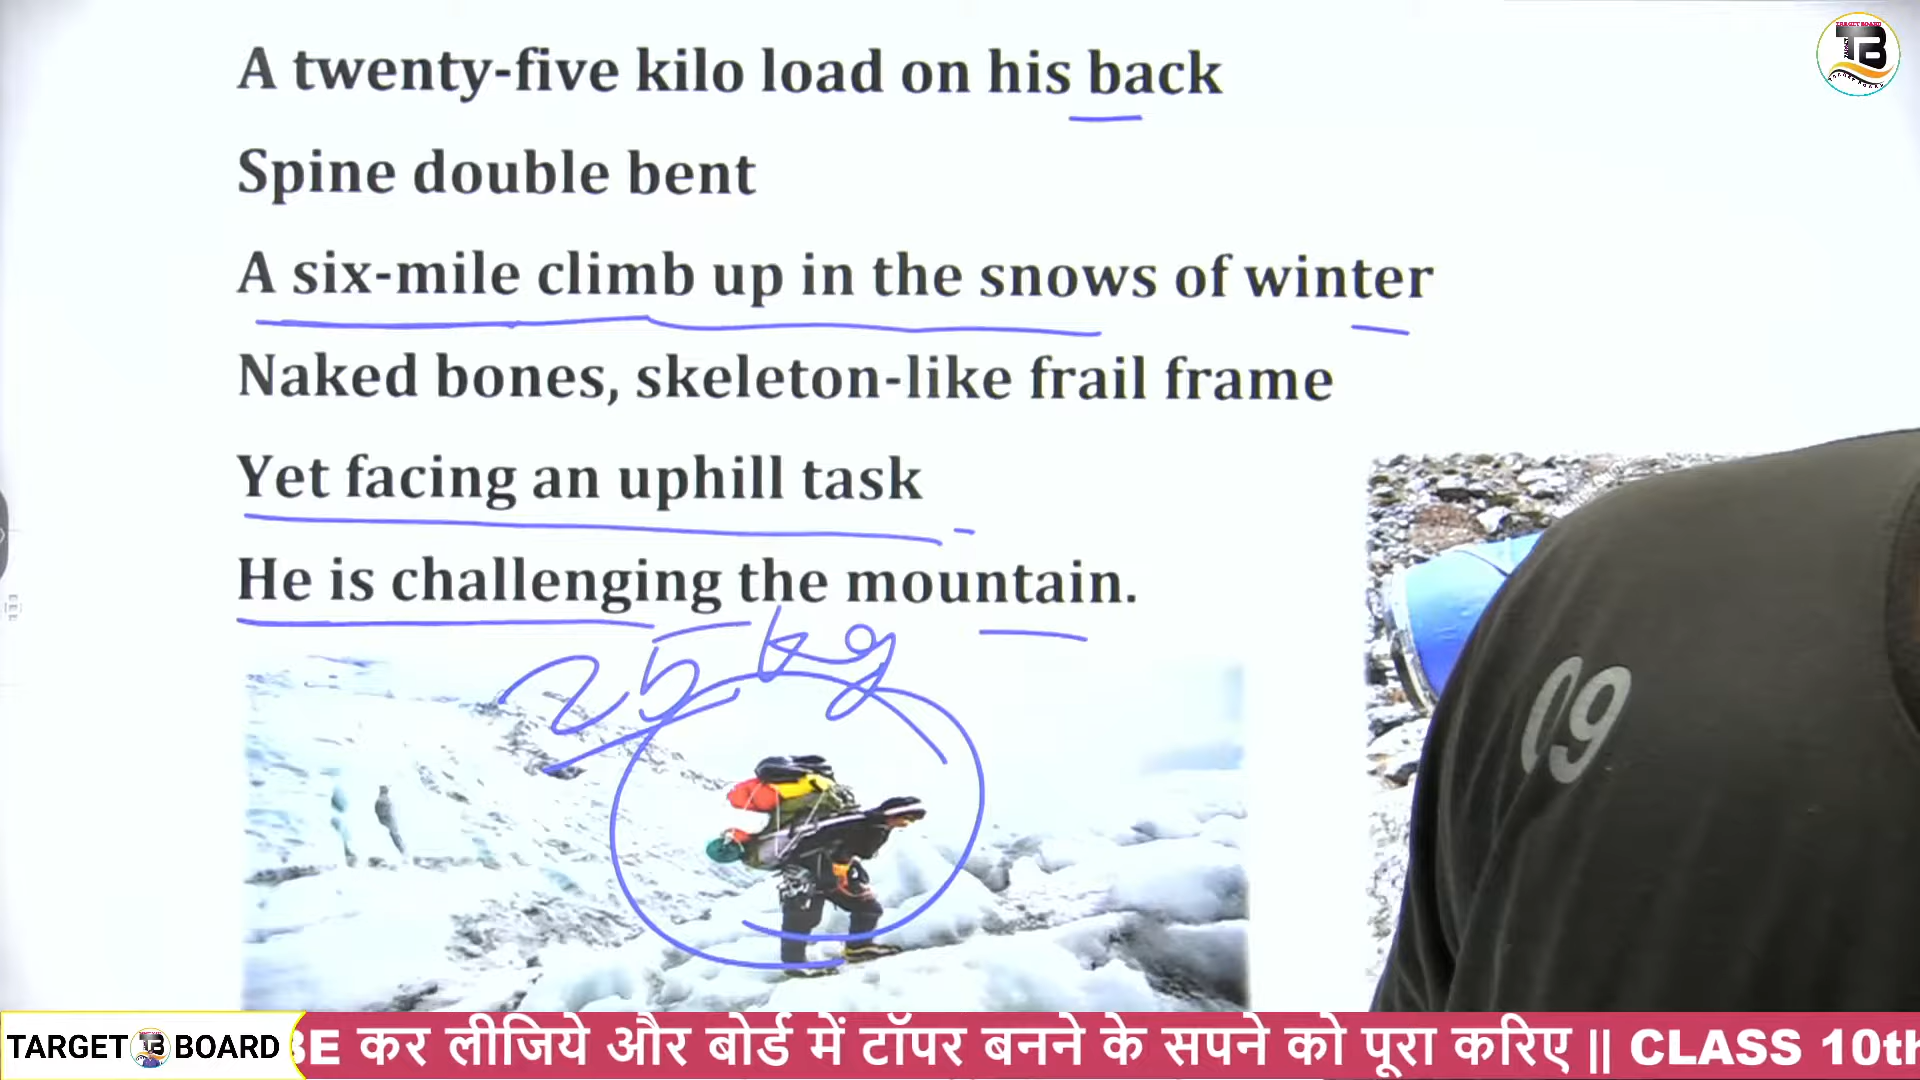 A twenty-five kilo load on his back
Spine double bent
A six-mile climb up in the snows of winter
Naked bones, skeleton-like frail frame
Yet facing an uphill task
He is challenging the mountain.
25 kg
09
TARGET TB BOARD
BE कर लीजिये और बोर्ड में टॉपर बनने के सपने को पूरा करिए || CLASS 10th